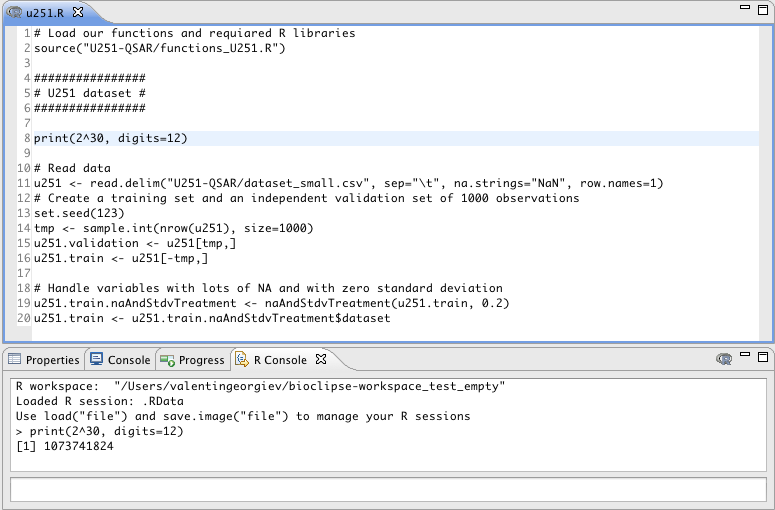 u251.R
1 # Load our functions and requiared R libraries
2 source("U251-QSAR/functions_U251.R")
3
4 ################
5 # U251 dataset #
6 ################
7
8 print(2^30, digits=12)
9
10 # Read data
11 u251 <- read.delim("U251-QSAR/dataset_small.csv", sep="\t", na.strings="NaN", row.names=1)
12 # Create a training set and an independent validation set of 1000 observations
13 set.seed(123)
14 tmp <- sample.int(nrow(u251), size=1000)
15 u251.validation <- u251[tmp,]
16 u251.train <- u251[-tmp,]
17
18 # Handle variables with lots of NA and with zero standard deviation
19 u251.train.naAndStdvTreatment <- naAndStdvTreatment(u251.train, 0.2)
20 u251.train <- u251.train.naAndStdvTreatment$dataset
Properties Console Progress R Console
R workspace:  "/Users/valentingeorgiev/bioclipse-workspace_test_empty"
Loaded R session: .RData
Use load("file") and save.image("file") to manage your R sessions
> print(2^30, digits=12)
[1] 1073741824